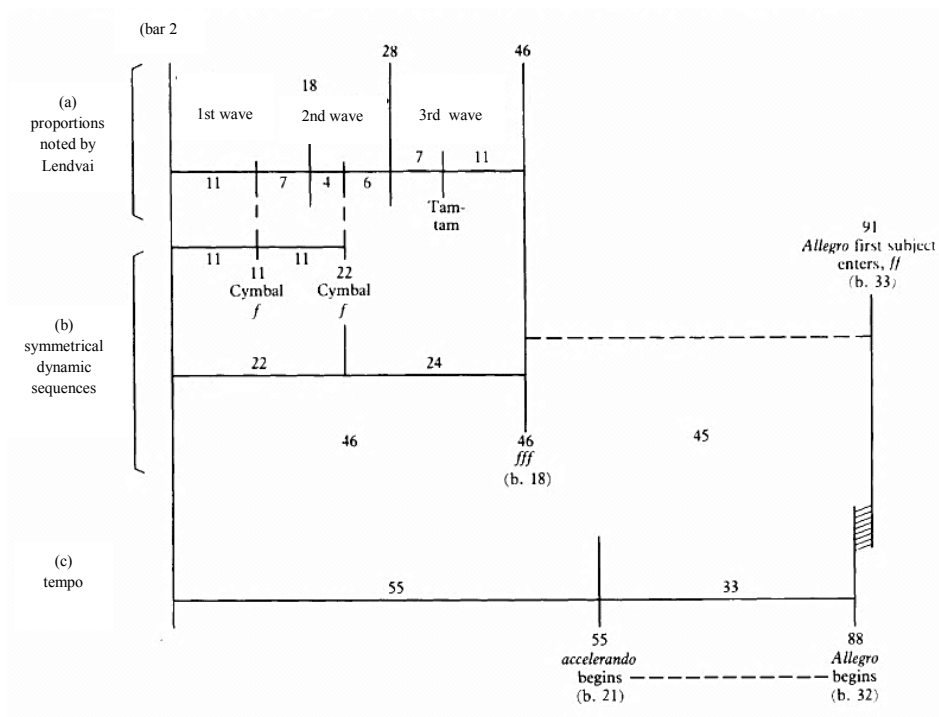 (bar 2
28
46
(a)
proportions
noted by
Lendvai
18
1st wave
2nd wave
3rd wave
7
11
11
7
4
6
Tam-
tam
91
Allegro first subject
enters, ff
(b. 33)
(b)
symmetrical
dynamic
sequences
11
11
11
Cymbal
f
22
Cymbal
f
22
24
46
46
fff
(b. 18)
45
(c)
tempo
55
33
55
accelerando
begins
(b. 21)
88
Allegro
begins
(b. 32)